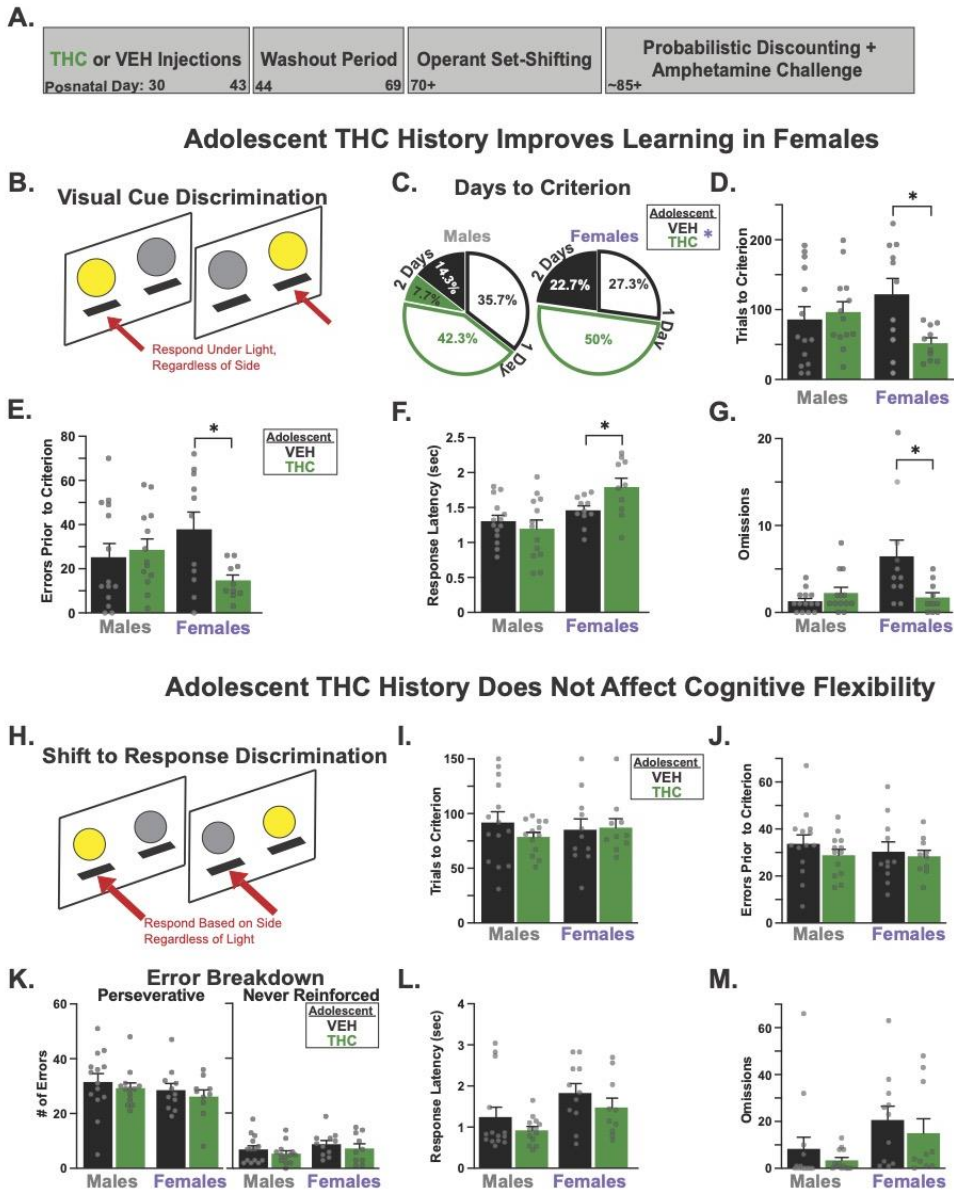 A.
THC or VEH Injections
Posnatal Day: 30 43
Washout Period
44 69
Operant Set-Shifting
70+
Probabilistic Discounting +
Amphetamine Challenge
~85+
Adolescent THC History Improves Learning in Females
B.
Visual Cue Discrimination
Respond Under Light,
Regardless of Side
C.
Days to Criterion
Adolescent
VEH
THC
*
Males
2 Days
14.3%
35.7%
7.7%
42.3%
1 Day
Females
2 Days
22.7%
27.3%
50%
1 Day
D.
Trials to Criterion
200
100
0
*
Males
Females
E.
Errors Prior to Criterion
80
60
40
20
0
*
Adolescent
VEH
THC
Males
Females
F.
Response Latency (sec)
2.5
2
1.5
1
.5
0
*
Males
Females
G.
Omissions
20
10
0
*
Males
Females
Adolescent THC History Does Not Affect Cognitive Flexibility
H.
Shift to Response Discrimination
Respond Based on Side
Regardless of Light
I.
Trials to Criterion
150
100
50
0
Adolescent
VEH
THC
Males
Females
J.
Errors Prior to Criterion
60
40
20
0
Males
Females
K.
Error Breakdown
Perseverative
Never Reinforced
# of Errors
60
40
20
0
Adolescent
VEH
THC
Males
Females
Males
Females
L.
Response Latency (sec)
4
3
2
1
0
Males
Females
M.
Omissions
60
40
20
0
Males
Females